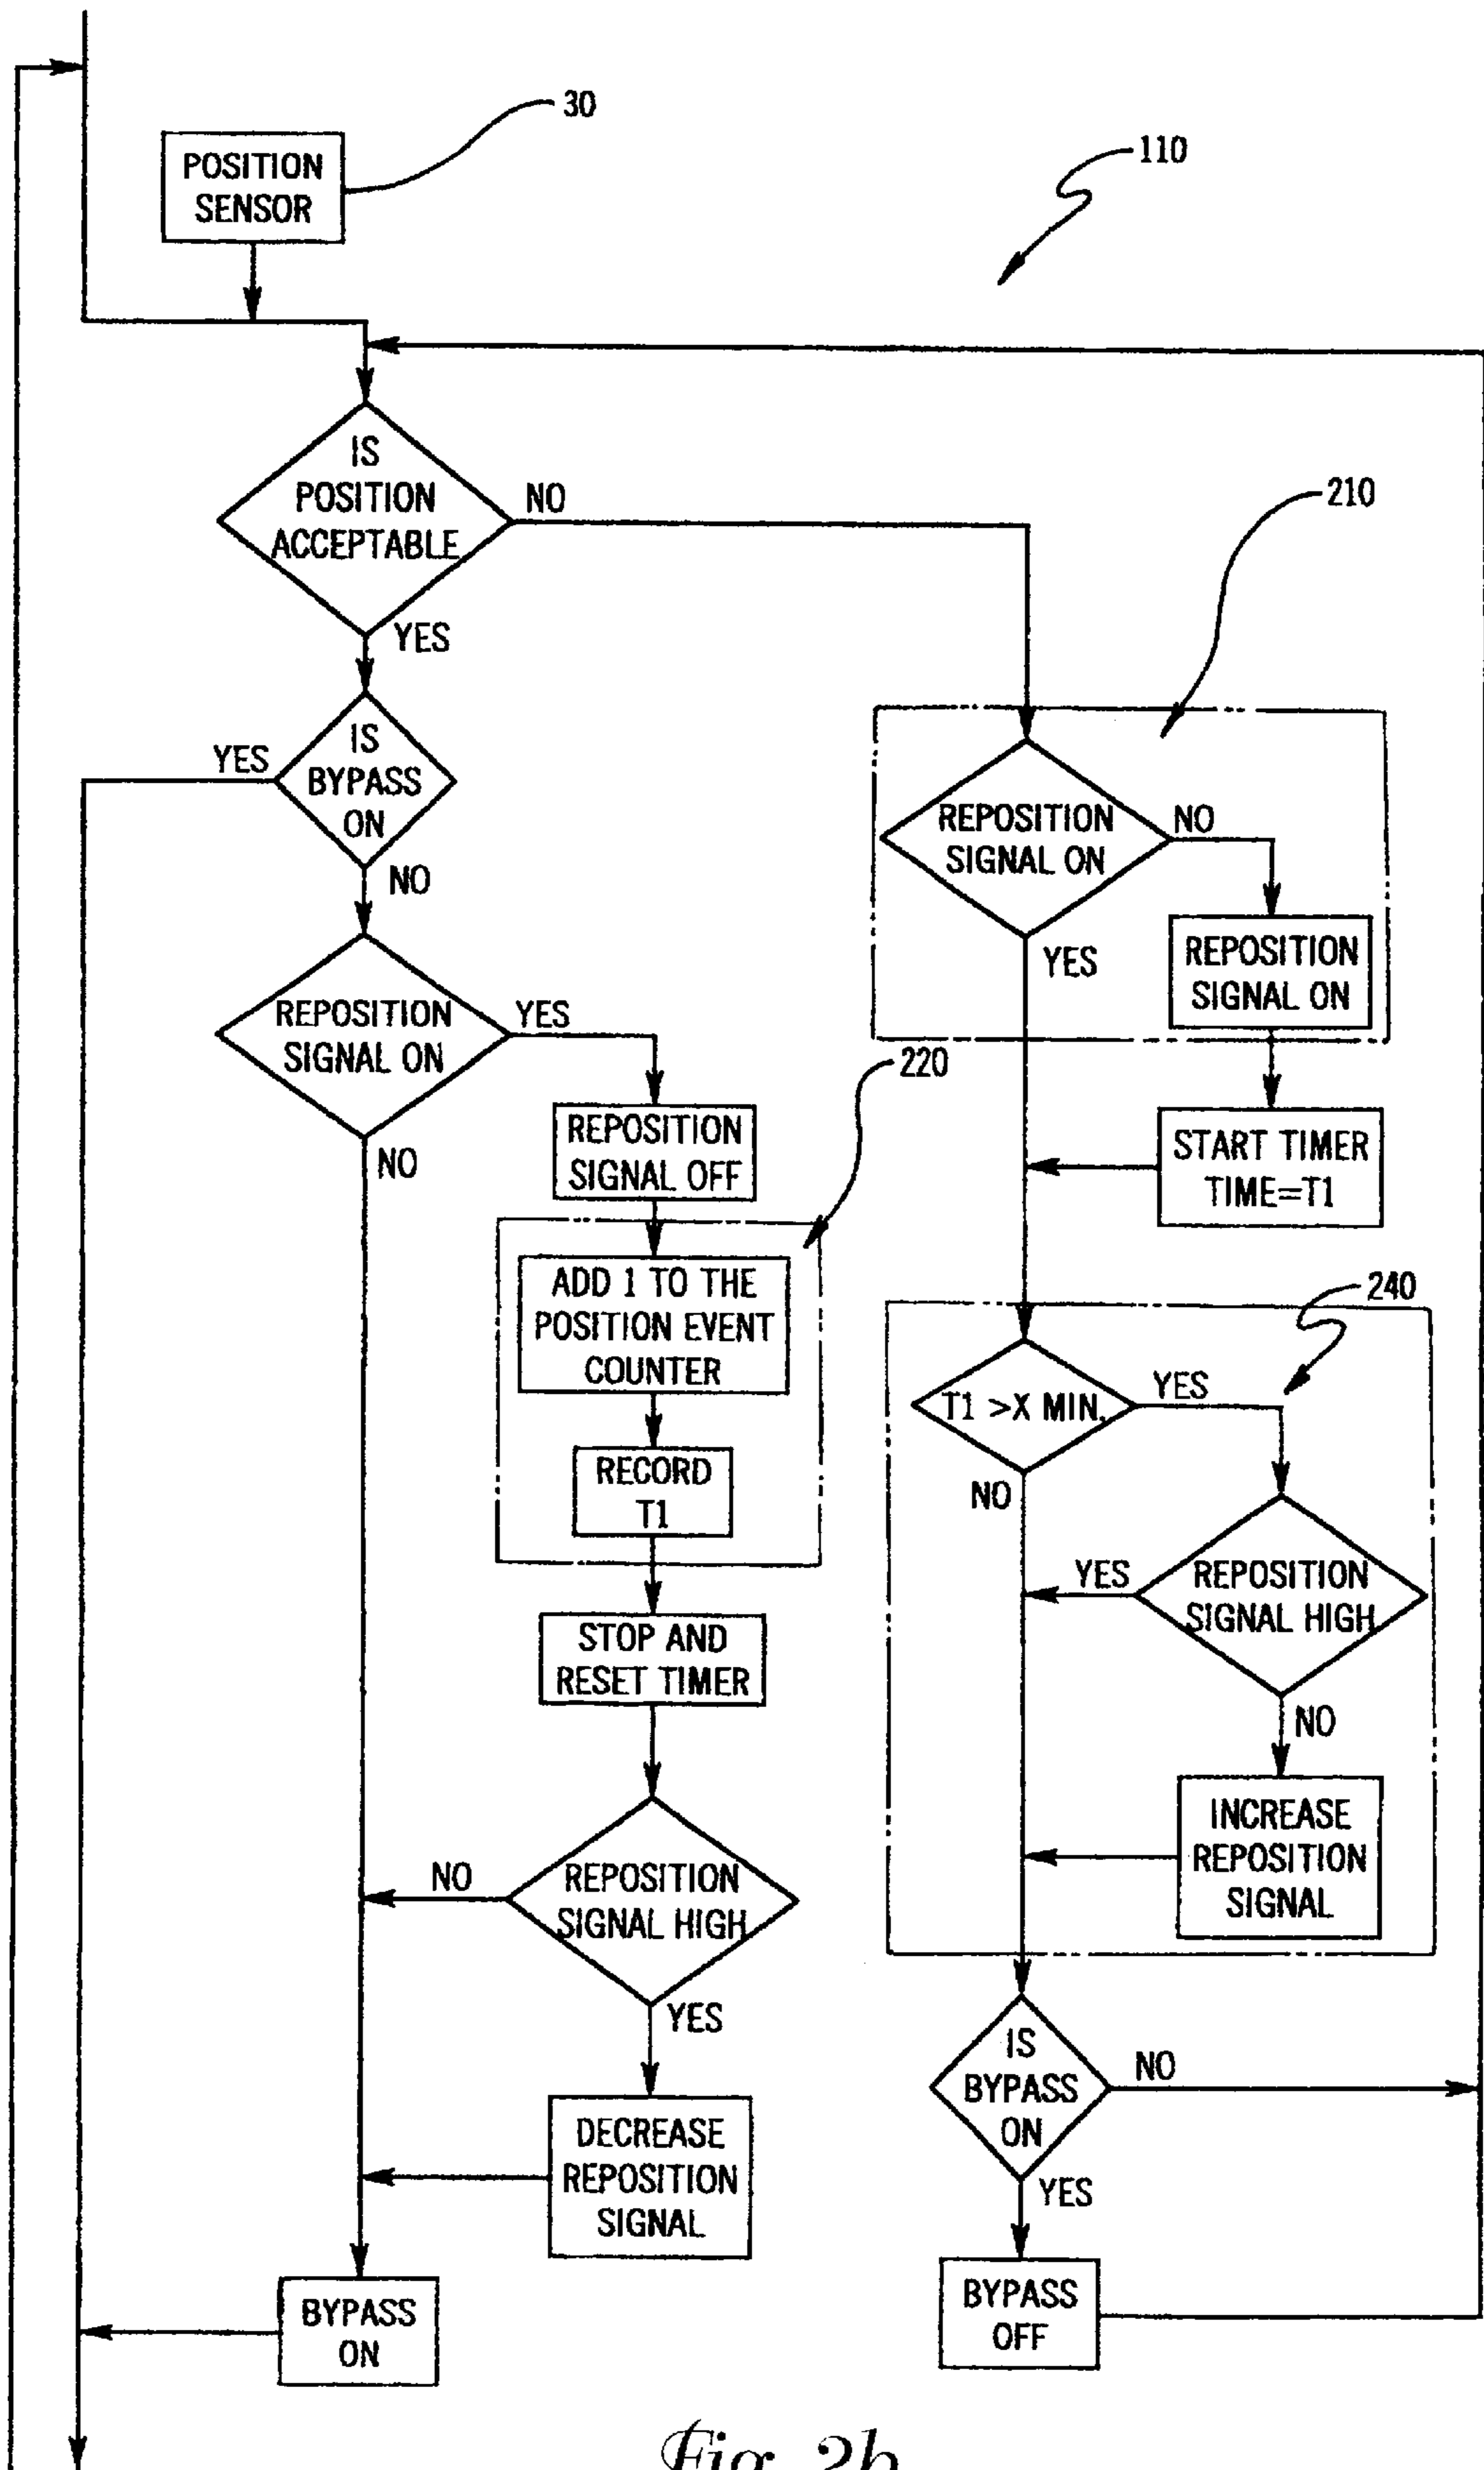 30
POSITION
SENSOR
110
IS
POSITION
ACCEPTABLE
NO
YES
210
IS
BYPASS
ON
YES
NO
REPOSITION
SIGNAL ON
NO
YES
REPOSITION
SIGNAL ON
START TIMER
TIME=T1
REPOSITION
SIGNAL ON
YES
NO
REPOSITION
SIGNAL OFF
220
ADD 1 TO THE
POSITION EVENT
COUNTER
RECORD
T1
STOP AND
RESET TIMER
REPOSITION
SIGNAL HIGH
NO
YES
DECREASE
REPOSITION
SIGNAL
BYPASS
ON
240
T1 >X MIN.
YES
NO
REPOSITION
SIGNAL HIGH
YES
NO
INCREASE
REPOSITION
SIGNAL
IS
BYPASS
ON
NO
YES
BYPASS
OFF
Fig. 2b